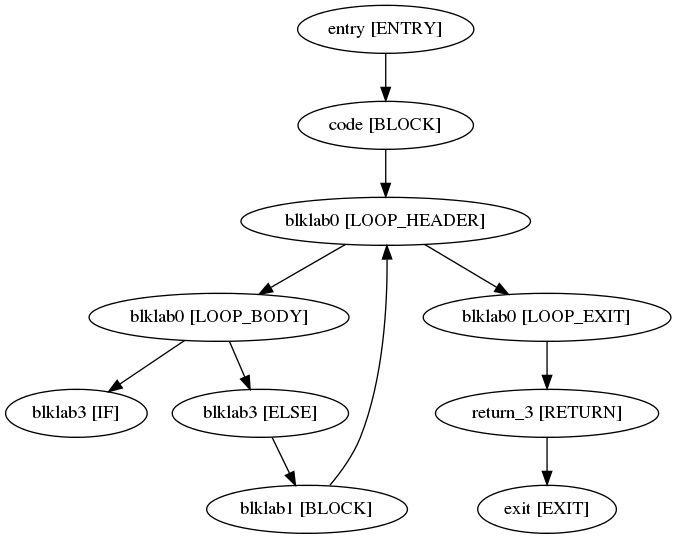 entry [ENTRY]
code [BLOCK]
blklab0 [LOOP_HEADER]
blklab0 [LOOP_BODY]
blklab0 [LOOP_EXIT]
blklab3 [IF]
blklab3 [ELSE]
return_3 [RETURN]
blklab1 [BLOCK]
exit [EXIT]